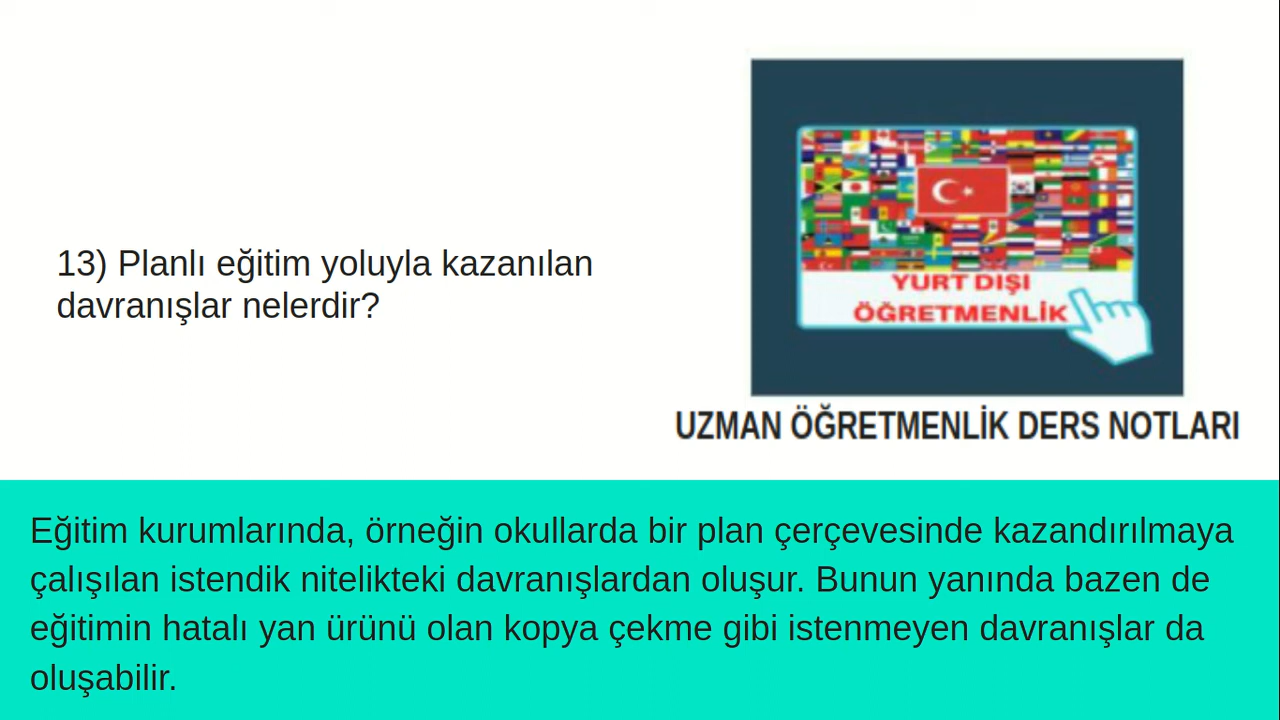 13) Planlı eğitim yoluyla kazanılan
davranışlar nelerdir?
YURT DIŞI
ÖĞRETMENLİK
UZMAN ÖĞRETMENLİK DERS NOTLARI
Eğitim kurumlarında, örneğin okullarda bir plan çerçevesinde kazandırılmaya
çalışılan istendik nitelikteki davranışlardan oluşur. Bunun yanında bazen de
eğitimin hatalı yan ürünü olan kopya çekme gibi istenmeyen davranışlar da
oluşabilir.